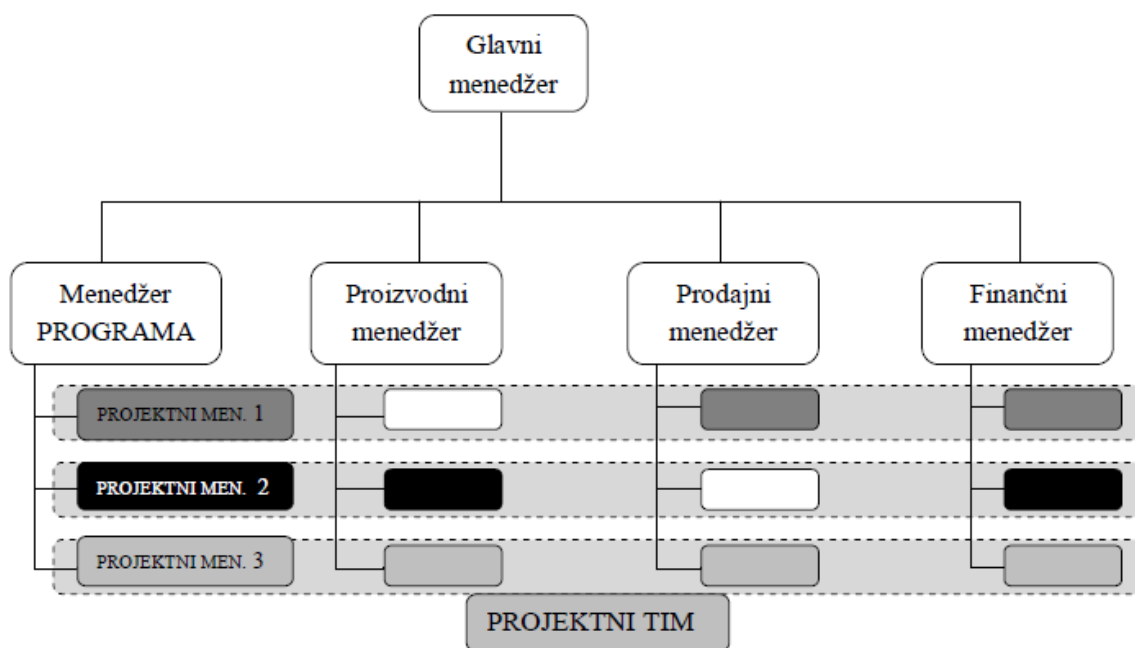 Glavni
menedžer
Menedžer
PROGRAMA
Proizvodni
menedžer
Prodajni
menedžer
Finančni
menedžer
PROJEKTNI MEN. 1
PROJEKTNI MEN. 2
PROJEKTNI MEN. 3
PROJEKTNI TIM